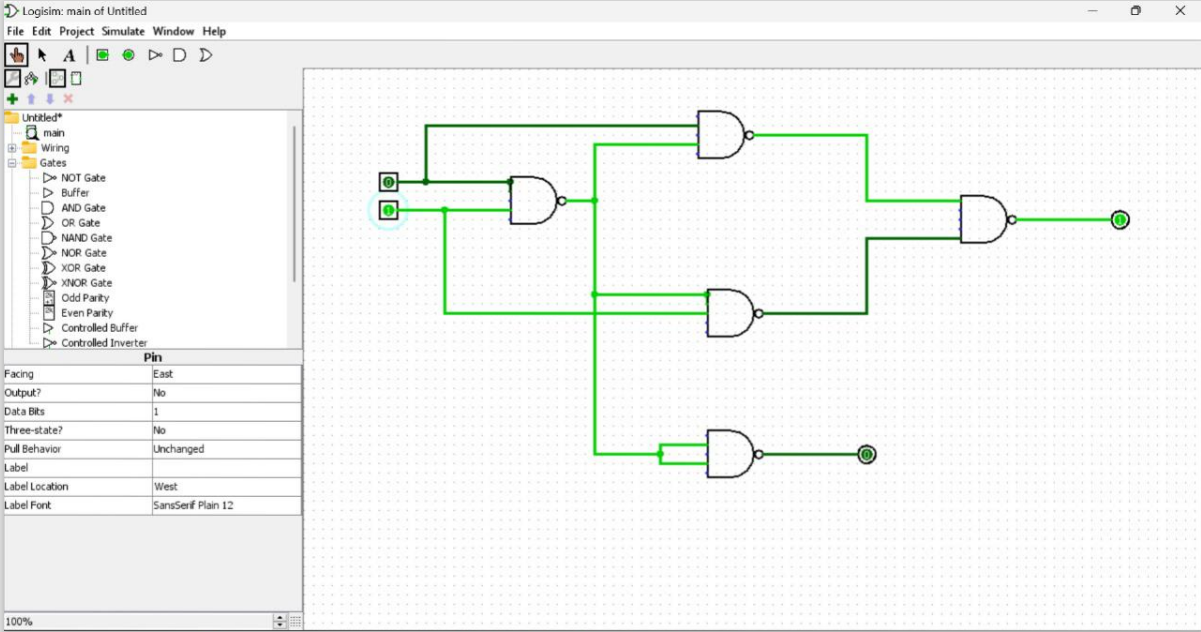 Logisim: main of Untitled
File Edit Project Simulate Window Help
A
Untitled*
main
Wiring
Gates
NOT Gate
Buffer
AND Gate
OR Gate
NAND Gate
NOR Gate
XOR Gate
XNOR Gate
Odd Parity
Even Parity
Controlled Buffer
Controlled Inverter
Pin
Facing East
Output? No
Data Bits 1
Three-state? No
Pull Behavior Unchanged
Label
Label Location West
Label Font SansSerif Plain 12
100%
0
1
1
0